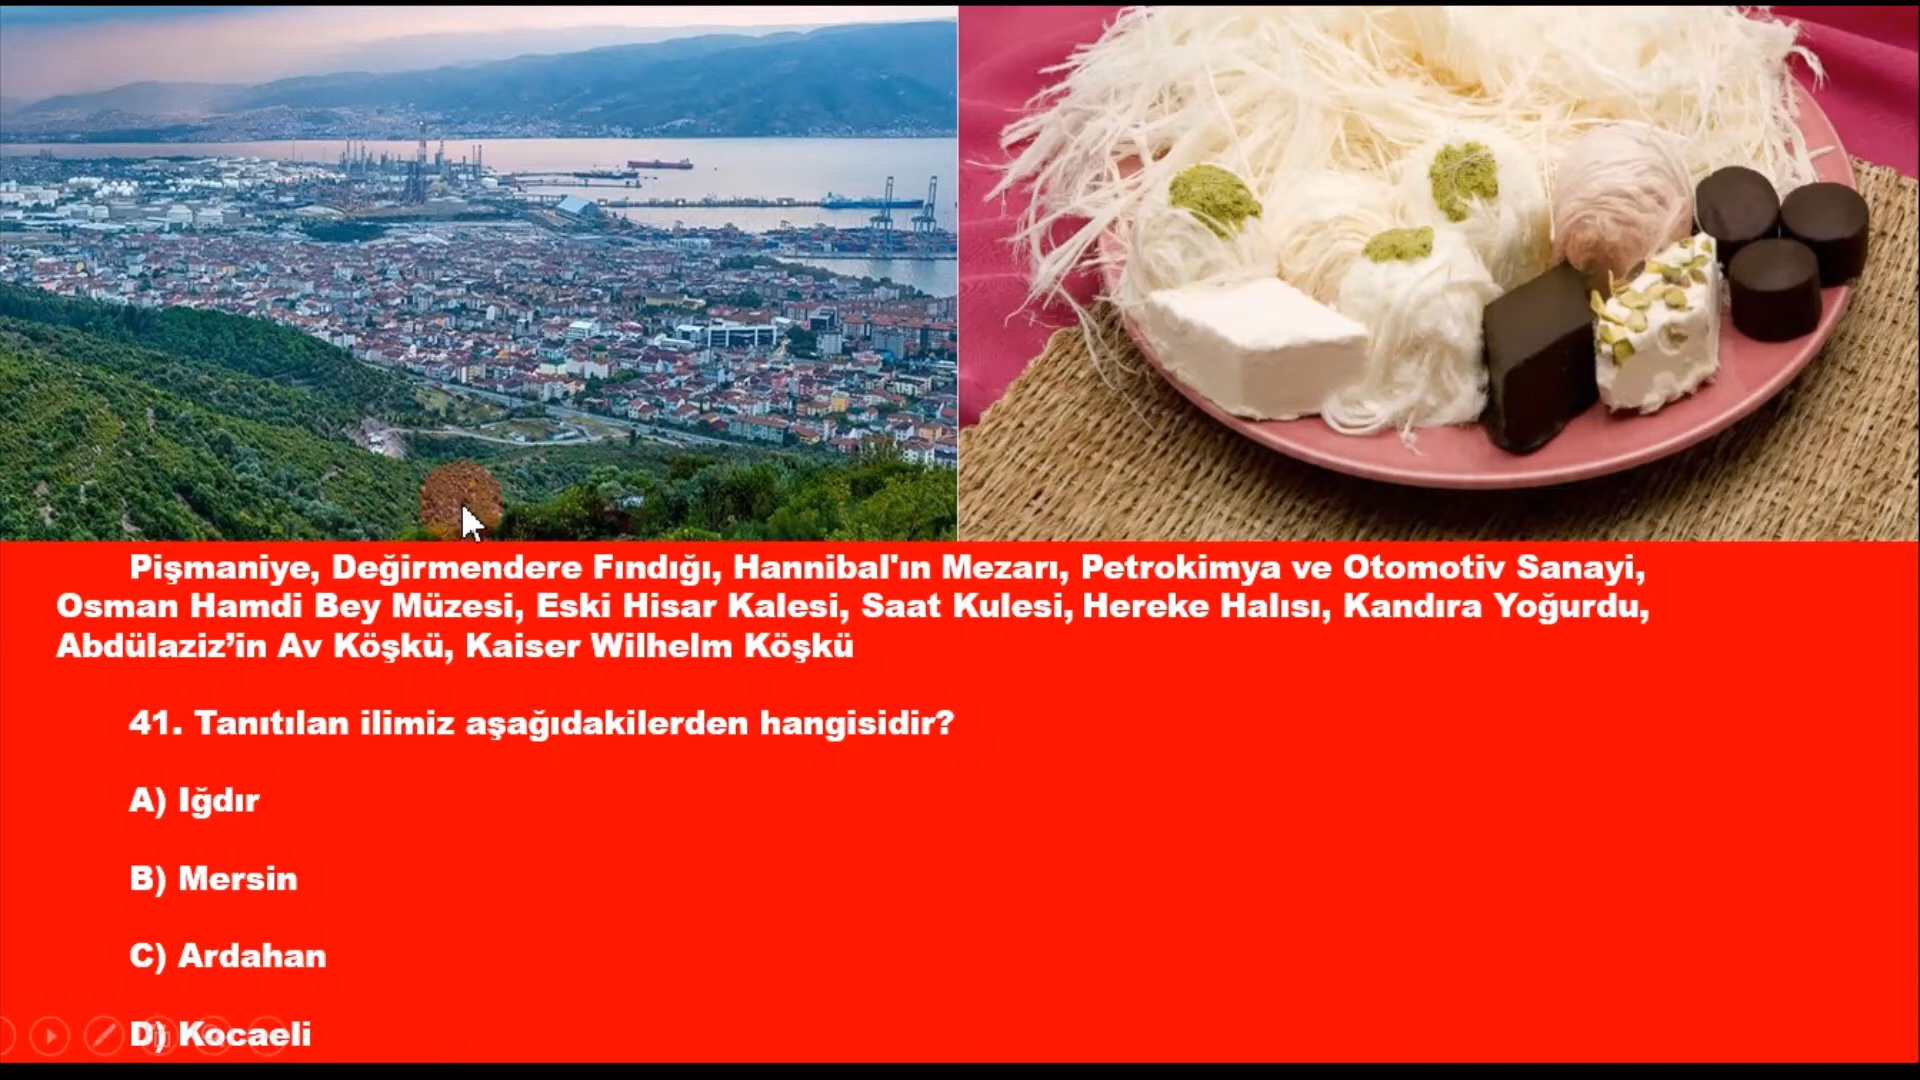 Pişmaniye, Değirmendere Fındığı, Hannibal'ın Mezarı, Petrokimya ve Otomotiv Sanayi,
Osman Hamdi Bey Müzesi, Eski Hisar Kalesi, Saat Kulesi, Hereke Halısı, Kandıra Yoğurdu,
Abdülaziz’in Av Köşkü, Kaiser Wilhelm Köşkü
41. Tanıtılan ilimiz aşağıdakilerden hangisidir?
A) Iğdır
B) Mersin
C) Ardahan
D) Kocaeli